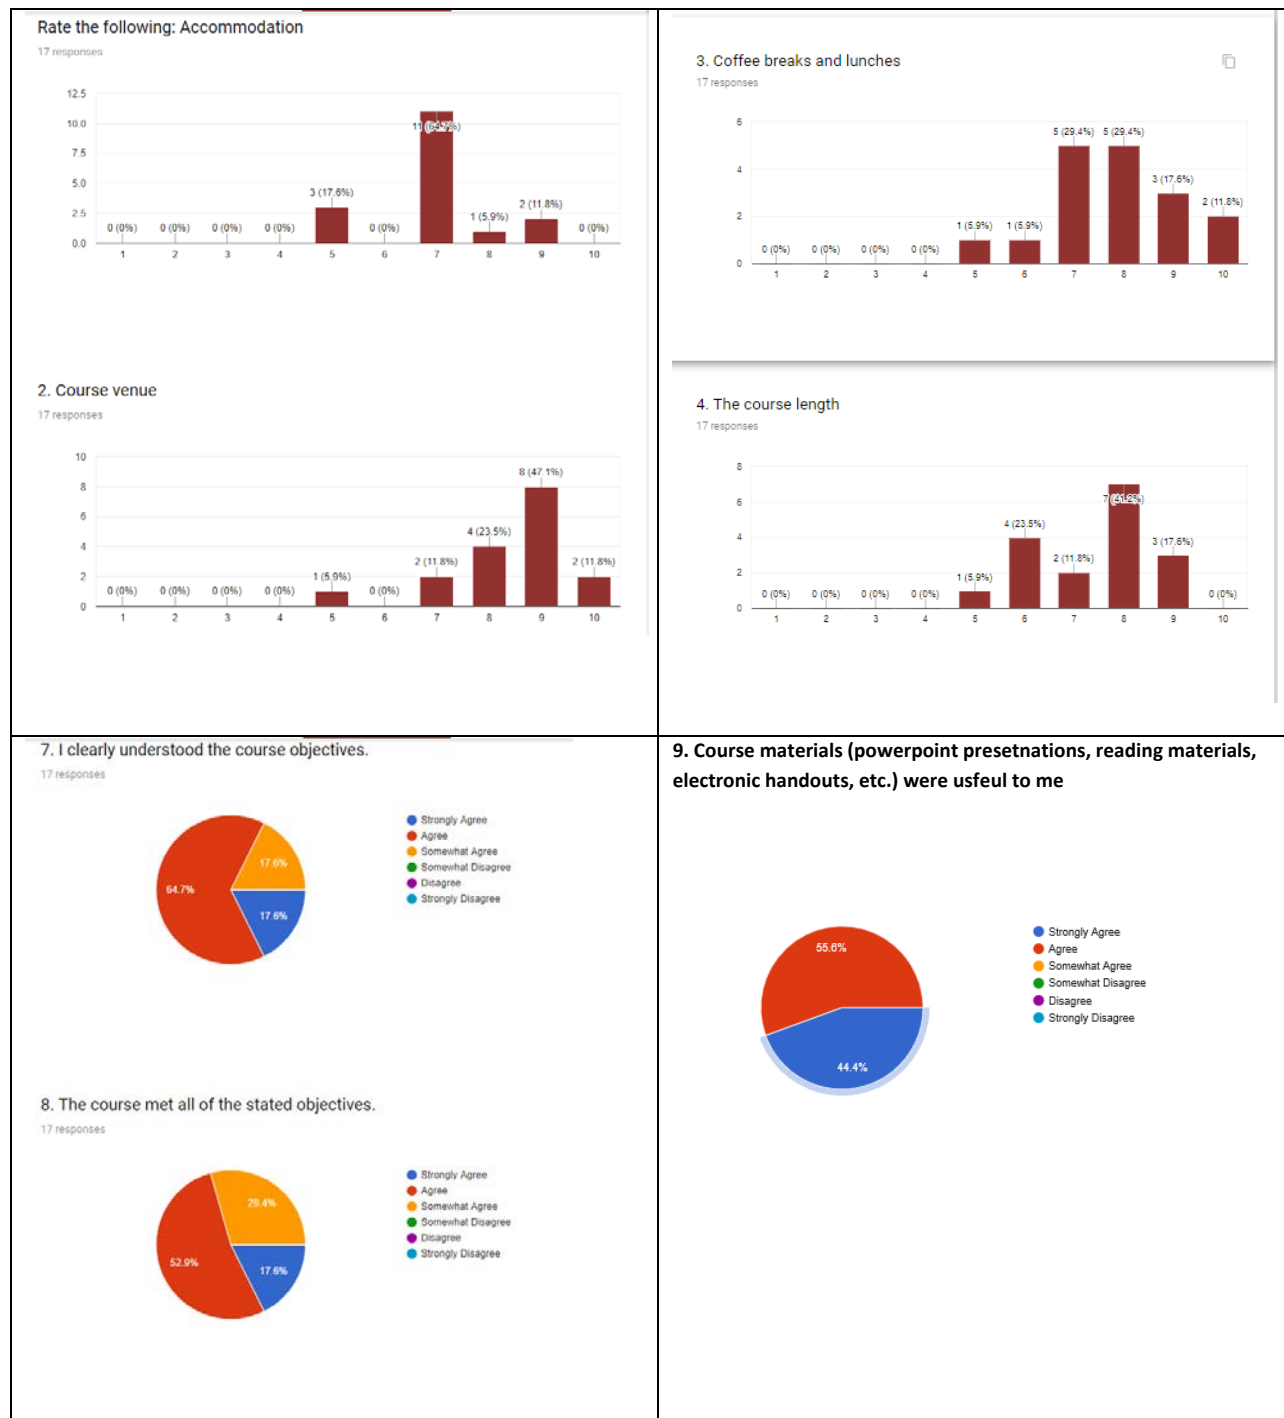 Rate the following: Accommodation
17 responses
12.5
10.0
7.5
5.0
2.5
0.0
0 (0%) 0 (0%) 0 (0%) 0 (0%) 3 (17.6%) 0 (0%) 11 (64.7%) 1 (5.9%) 2 (11.8%) 0 (0%)
1 2 3 4 5 6 7 8 9 10
2. Course venue
17 responses
10
8
6
4
2
0
0 (0%) 0 (0%) 0 (0%) 0 (0%) 1 (5.9%) 0 (0%) 2 (11.8%) 4 (23.5%) 8 (47.1%) 2 (11.8%)
1 2 3 4 5 6 7 8 9 10
3. Coffee breaks and lunches
17 responses
6
4
2
0
0 (0%) 0 (0%) 0 (0%) 0 (0%) 1 (5.9%) 1 (5.9%) 5 (29.4%) 5 (29.4%) 3 (17.6%) 2 (11.8%)
1 2 3 4 5 6 7 8 9 10
4. The course length
17 responses
8
6
4
2
0
0 (0%) 0 (0%) 0 (0%) 0 (0%) 1 (5.9%) 4 (23.5%) 2 (11.8%) 7 (41.2%) 3 (17.6%) 0 (0%)
1 2 3 4 5 6 7 8 9 10
7. I clearly understood the course objectives.
17 responses
64.7%
17.6%
17.6%
Strongly Agree
Agree
Somewhat Agree
Somewhat Disagree
Disagree
Strongly Disagree
8. The course met all of the stated objectives.
17 responses
29.4%
52.9%
17.6%
Strongly Agree
Agree
Somewhat Agree
Somewhat Disagree
Disagree
Strongly Disagree
9. Course materials (powerpoint presetnations, reading materials,
electronic handouts, etc.) were usfeul to me
55.6%
44.4%
Strongly Agree
Agree
Somewhat Agree
Somewhat Disagree
Disagree
Strongly Disagree